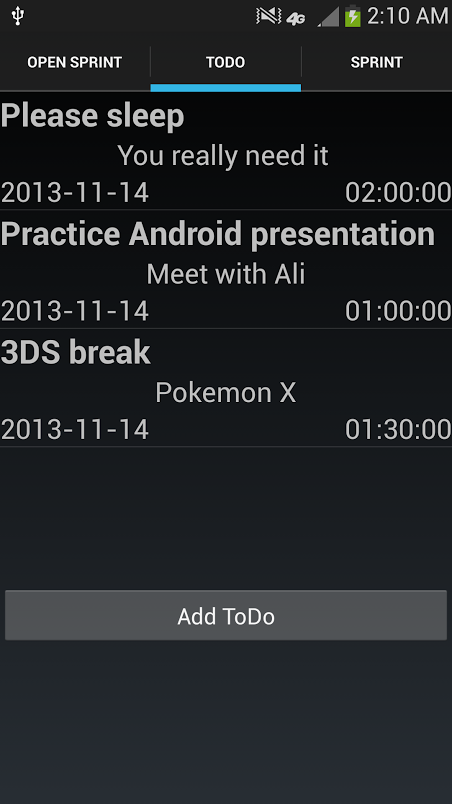 4G 2:10 AM
OPEN SPRINT TODO SPRINT
Please sleep
You really need it
2013-11-14 02:00:00
Practice Android presentation
Meet with Ali
2013-11-14 01:00:00
3DS break
Pokemon X
2013-11-14 01:30:00
Add ToDo